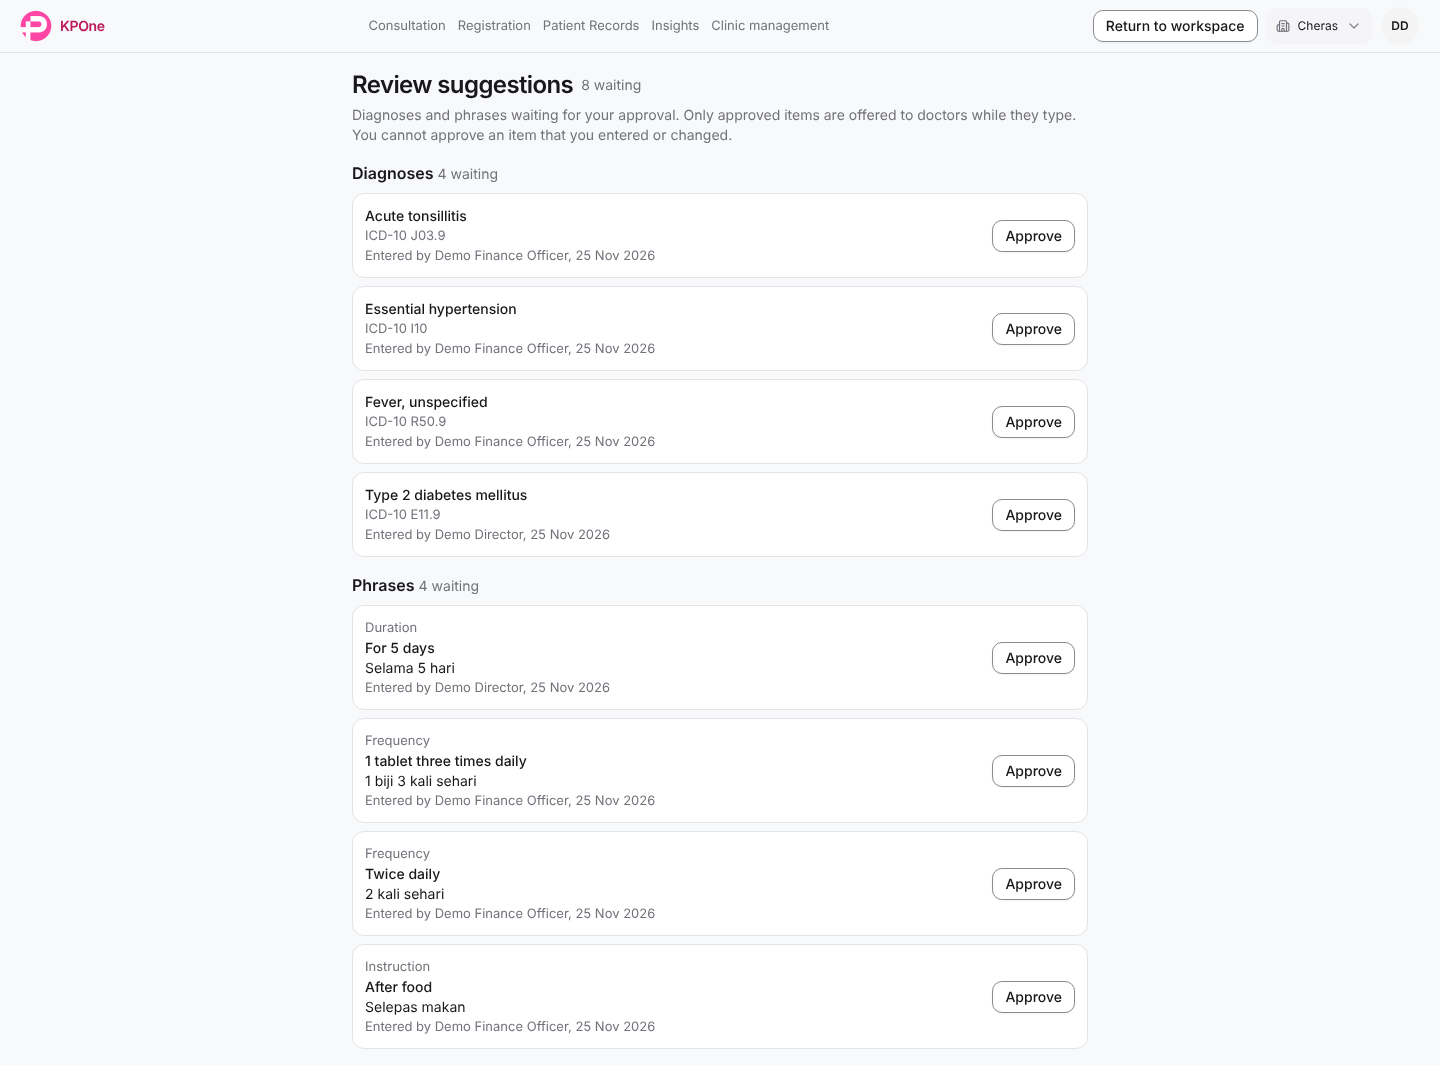 KPOne
Consultation Registration Patient Records Insights Clinic management
Return to workspace
Cheras
DD
Review suggestions 8 waiting
Diagnoses and phrases waiting for your approval. Only approved items are offered to doctors while they type.
You cannot approve an item that you entered or changed.
Diagnoses 4 waiting
Acute tonsillitis
ICD-10 J03.9
Entered by Demo Finance Officer, 25 Nov 2026
Approve
Essential hypertension
ICD-10 I10
Entered by Demo Finance Officer, 25 Nov 2026
Approve
Fever, unspecified
ICD-10 R50.9
Entered by Demo Finance Officer, 25 Nov 2026
Approve
Type 2 diabetes mellitus
ICD-10 E11.9
Entered by Demo Director, 25 Nov 2026
Approve
Phrases 4 waiting
Duration
For 5 days
Selama 5 hari
Entered by Demo Director, 25 Nov 2026
Approve
Frequency
1 tablet three times daily
1 biji 3 kali sehari
Entered by Demo Finance Officer, 25 Nov 2026
Approve
Frequency
Twice daily
2 kali sehari
Entered by Demo Finance Officer, 25 Nov 2026
Approve
Instruction
After food
Selepas makan
Entered by Demo Finance Officer, 25 Nov 2026
Approve